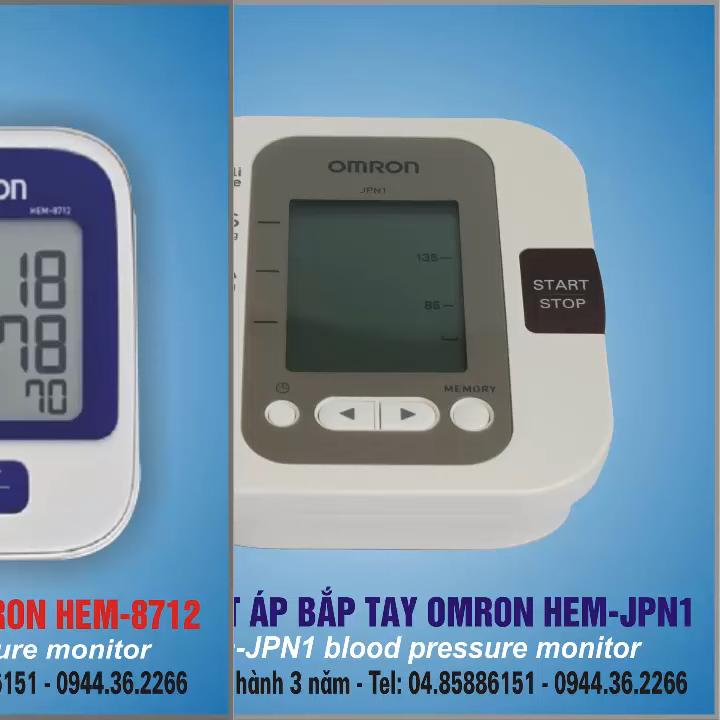 on
HEM-8712
18
78
70
RON HEM-8712
ure monitor
6151 - 0944.36.2266
OMRON
JPN1
135
85
START
STOP
MEMORY
T ÁP BẮP TAY OMRON HEM-JPN1
-JPN1 blood pressure monitor
hành 3 năm - Tel: 04.85886151 - 0944.36.2266